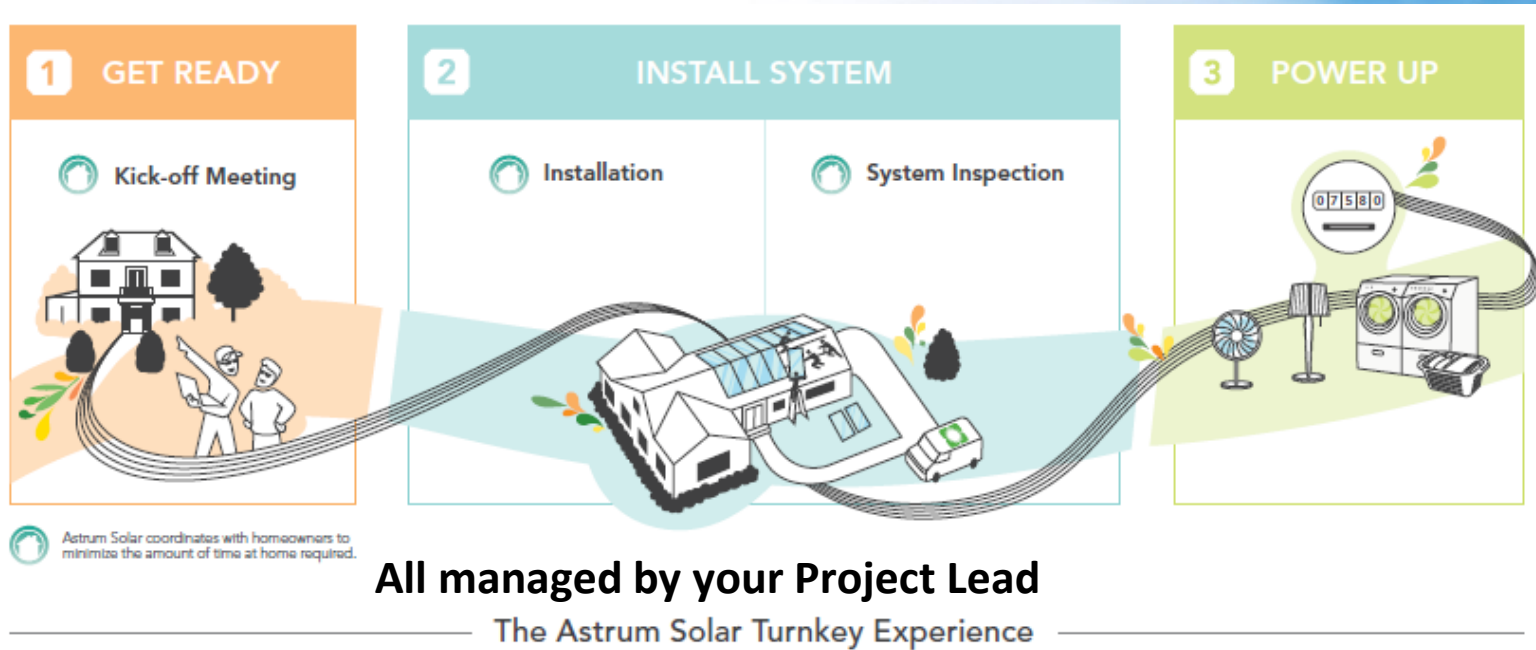 1 GET READY
2 INSTALL SYSTEM
3 POWER UP
Kick-off Meeting
Installation
System Inspection
07580
Astrum Solar coordinates with homeowners to
minimize the amount of time at home required.
All managed by your Project Lead
The Astrum Solar Turnkey Experience